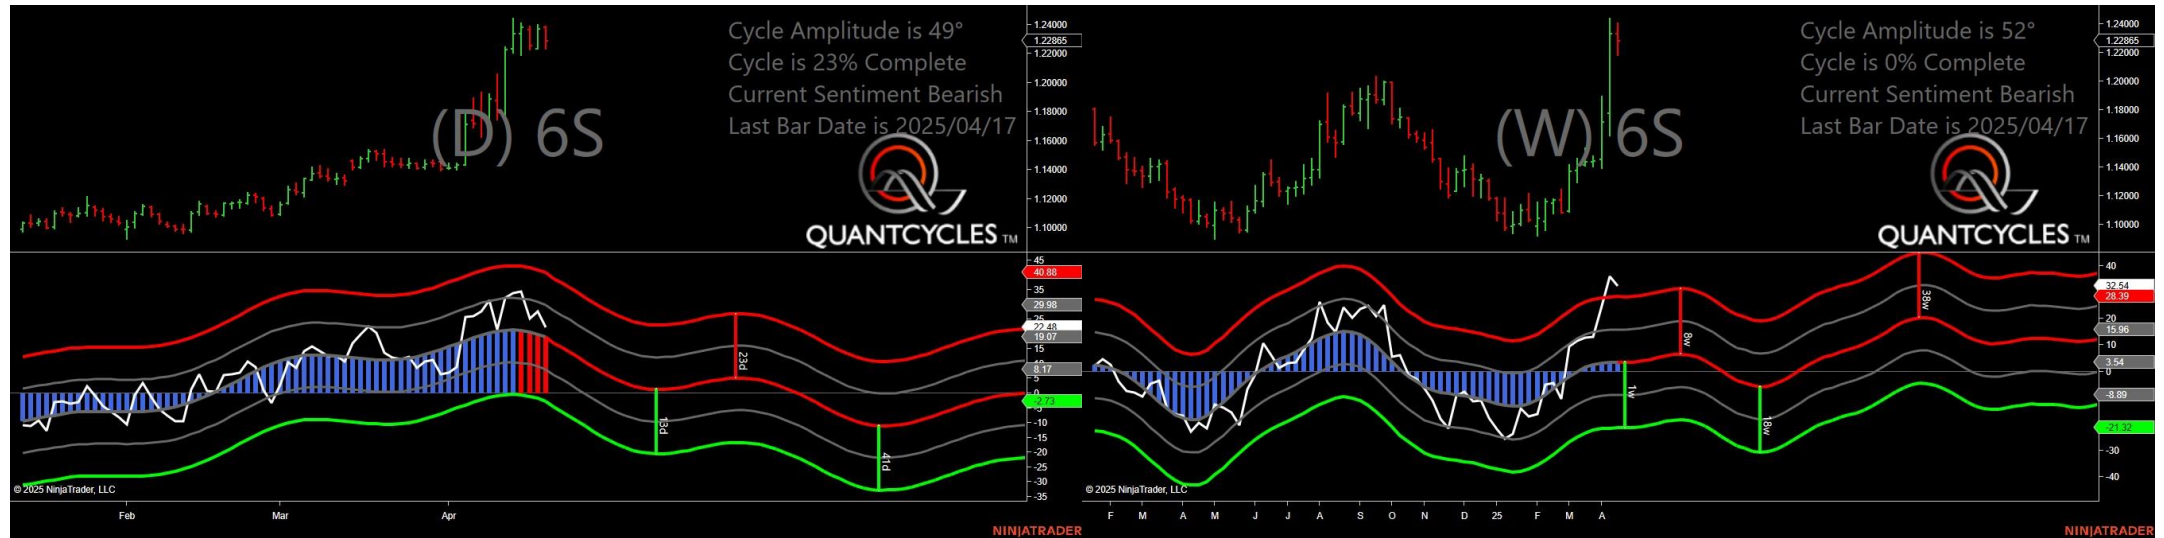 Cycle Amplitude is 49°
Cycle is 23% Complete
Current Sentiment Bearish
Last Bar Date is 2025/04/17
(D) 6S
QUANTCYCLES TM
1.24000
1.22865
1.22000
1.20000
1.18000
1.16000
1.14000
1.12000
1.10000
45
40.88
35
29.98
25
22.48
19.07
15
8.17
5
-2.73
-10
-15
-20
-25
-30
-35
13d
23d
41d
© 2025 NinjaTrader, LLC
Feb Mar Apr
NINJATRADER
Cycle Amplitude is 52°
Cycle is 0% Complete
Current Sentiment Bearish
Last Bar Date is 2025/04/17
(W) 6S
QUANTCYCLES TM
1.24000
1.22865
1.22000
1.20000
1.18000
1.16000
1.14000
1.12000
1.10000
40
32.54
28.39
20
15.96
10
3.54
0
-8.89
-21.32
-30
-40
1w
8w
18w
38w
© 2025 NinjaTrader, LLC
F M A M J J A S O N D 25 F M A
NINJATRADER